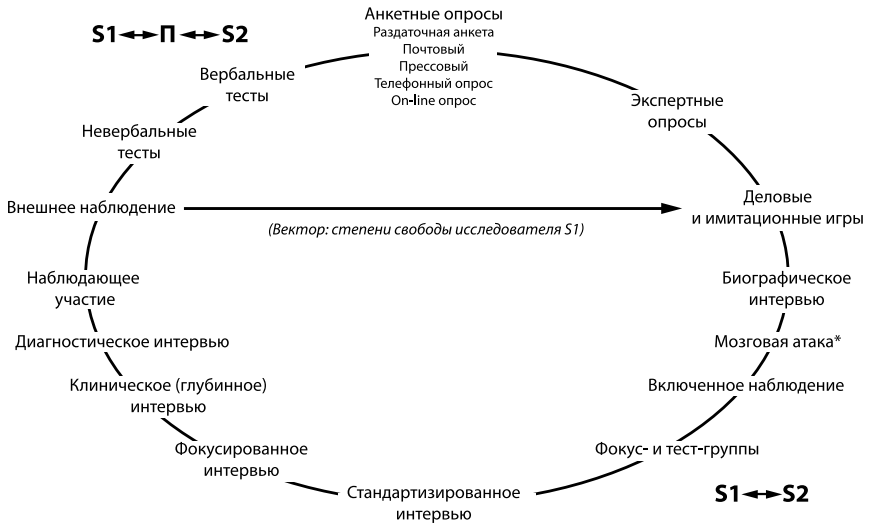 Анкетные опросы
Раздаточная анкета
Почтовый
Прессовый
Телефонный опрос
On-line опрос
S1↔П↔S2
Вербальные
тесты
Экспертные
опросы
Невербальные
тесты
Внешнее наблюдение
Деловые
и имитационные игры
(Вектор: степени свободы исследователя S1)
Наблюдающее
участие
Биографическое
интервью
Диагностическое интервью
Мозговая атака*
Клиническое (глубинное)
интервью
Включенное наблюдение
Фокусированное
интервью
Фокус- и тест-группы
Стандартизированное
интервью
S1↔S2